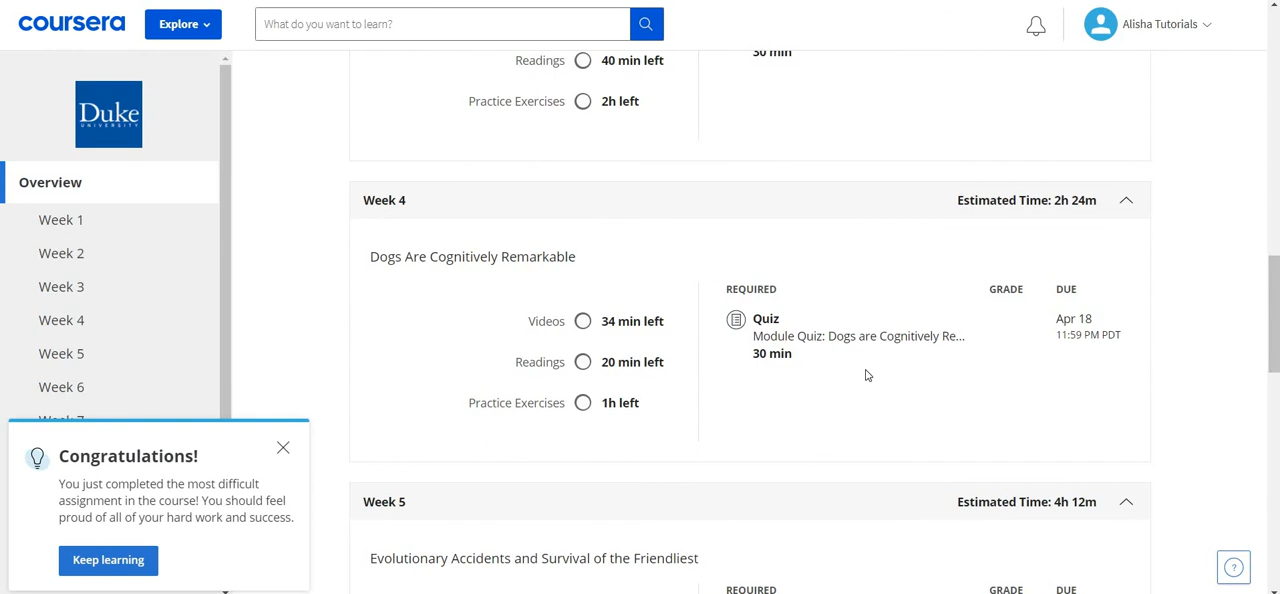 coursera
Explore
What do you want to learn?
Alisha Tutorials
Duke
UNIVERSITY
Overview
Week 1
Week 2
Week 3
Week 4
Week 5
Week 6
Week 7
Congratulations!
You just completed the most difficult
assignment in the course! You should feel
proud of all of your hard work and success.
Keep learning
30 min
Readings 40 min left
Practice Exercises 2h left
Week 4 Estimated Time: 2h 24m
Dogs Are Cognitively Remarkable
Videos 34 min left
Readings 20 min left
Practice Exercises 1h left
REQUIRED GRADE DUE
Quiz Apr 18
Module Quiz: Dogs are Cognitively Re... 11:59 PM PDT
30 min
Week 5 Estimated Time: 4h 12m
Evolutionary Accidents and Survival of the Friendliest
REQUIRED GRADE DUE
?